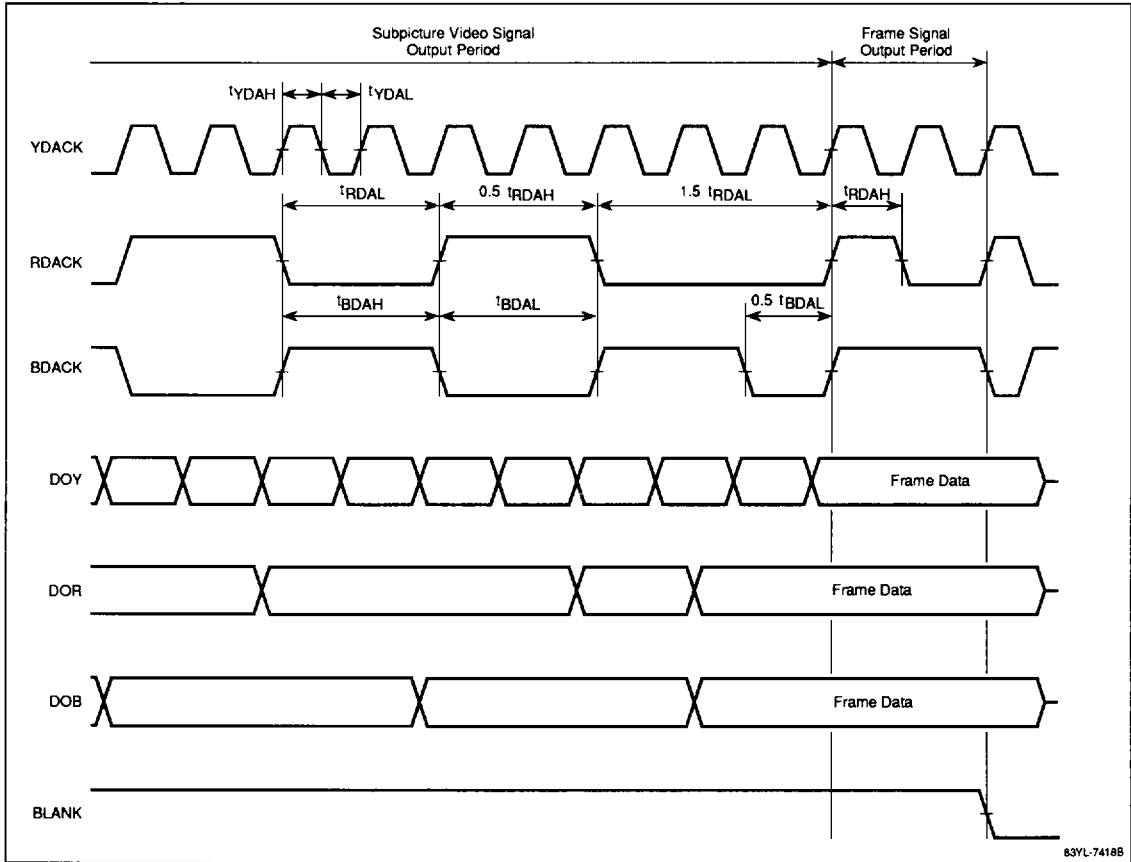 Subpicture Video Signal
Output Period
Frame Signal
Output Period
tYDAH
tYDAL
YDACK
tRDAL
0.5 tRDAH
1.5 tRDAL
tRDAH
RDACK
tBDAH
tBDAL
0.5 tBDAL
BDACK
DOY
Frame Data
DOR
Frame Data
DOB
Frame Data
BLANK
83YL-7418B